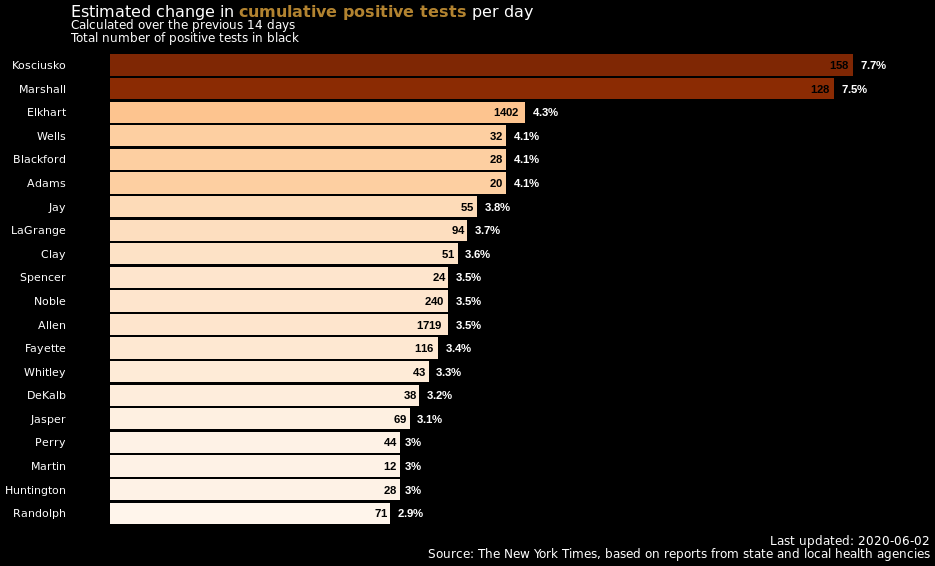 Estimated change in cumulative positive tests per day
Calculated over the previous 14 days
Total number of positive tests in black
Kosciusko 158 7.7%
Marshall 128 7.5%
Elkhart 1402 4.3%
Wells 32 4.1%
Blackford 28 4.1%
Adams 20 4.1%
Jay 55 3.8%
LaGrange 94 3.7%
Clay 51 3.6%
Spencer 24 3.5%
Noble 240 3.5%
Allen 1719 3.5%
Fayette 116 3.4%
Whitley 43 3.3%
DeKalb 38 3.2%
Jasper 69 3.1%
Perry 44 3%
Martin 12 3%
Huntington 28 3%
Randolph 71 2.9%
Last updated: 2020-06-02
Source: The New York Times, based on reports from state and local health agencies